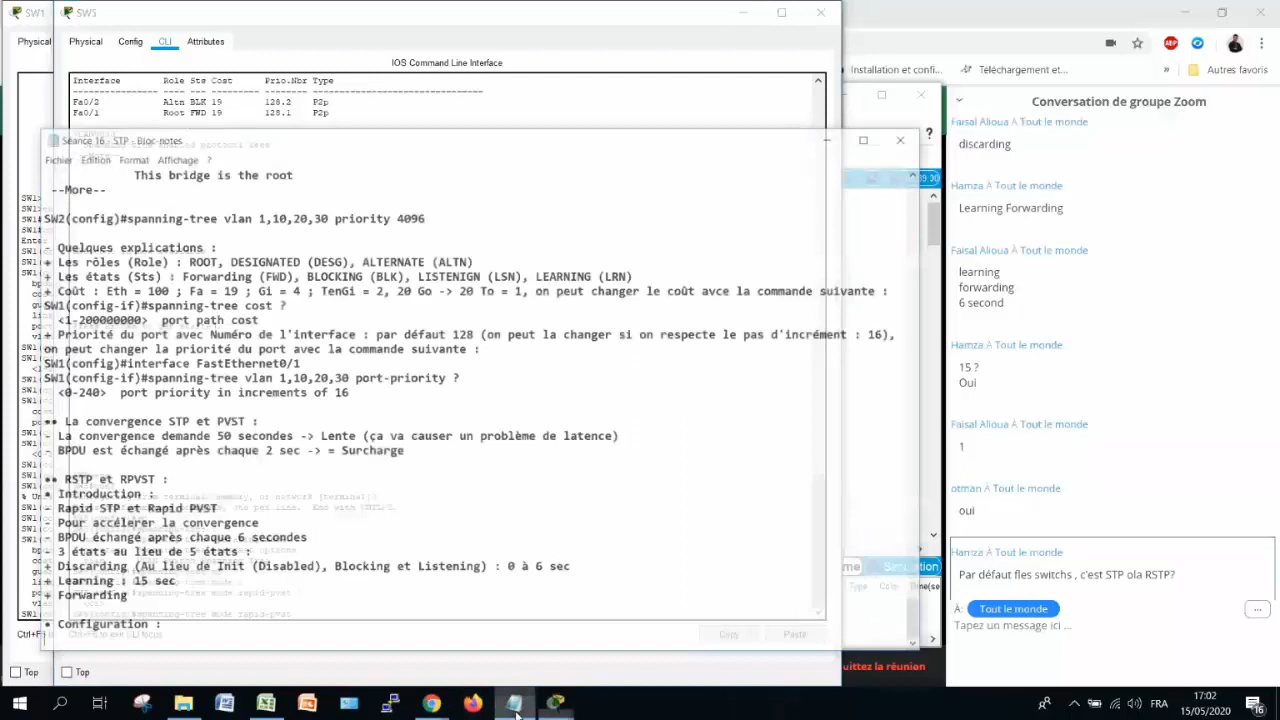 SW1
SW3
Physical
Physical Config CLI Attributes
IOS Command Line Interface
Interface Role Sts Cost Prio.Nbr Type
Fa0/2 Altn BLK 19 128.2 P2p
Fa0/1 Root FWD 19 128.1 P2p
Séance 16 - STP - Bloc-notes
Fichier Edition Format Affichage ?
This bridge is the root
--More--
SW2(config)#spanning-tree vlan 1,10,20,30 priority 4096
- Quelques explications :
+ Les rôles (Role) : ROOT, DESIGNATED (DESG), ALTERNATE (ALTN)
+ Les états (Sts) : Forwarding (FWD), BLOCKING (BLK), LISTENIGN (LSN), LEARNING (LRN)
+ Coût : Eth = 100 ; Fa = 19 ; Gi = 4 ; TenGi = 2, 20 Go -> 20 To = 1, on peut changer le coût avce la commande suivante :
SW1(config-if)#spanning-tree cost ?
<1-200000000> port path cost
+ Priorité du port avec Numéro de l'interface : par défaut 128 (on peut la changer si on respecte le pas d'incrément : 16),
on peut changer la priorité du port avec la commande suivante :
SW1(config)#interface FastEthernet0/1
SW1(config-if)#spanning-tree vlan 1,10,20,30 port-priority ?
<0-240> port priority in increments of 16
•• La convergence STP et PVST :
- La convergence demande 50 secondes -> Lente (ça va causer un problème de latence)
- BPDU est échangé après chaque 2 sec -> = Surcharge
•• RSTP et RPVST :
• Introduction :
- Rapid STP et Rapid PVST
- Pour accélerer la convergence
- BPDU échangé après chaque 6 secondes
- 3 états au lieu de 5 états :
+ Discarding (Au lieu de Init (Disabled), Blocking et Listening) : 0 à 6 sec
+ Learning : 15 sec
+ Forwarding
• Configuration :
Ctrl+F6 to exit CLI focus
Copy Paste
Top
Top
Installation et confi...
Téléchargement et...
»
Autres favoris
?
Simulation
Type
uittez la réunion
Conversation de groupe Zoom
Faisal Alioua À Tout le monde
discarding
Hamza À Tout le monde
Learning Forwarding
Faisal Alioua À Tout le monde
learning
forwarding
6 second
Hamza À Tout le monde
15 ?
Oui
Faisal Alioua À Tout le monde
1
otman À Tout le monde
oui
Hamza À Tout le monde
Par défaut fles switchs , c'est STP ola RSTP?
À: Tout le monde
...
Tapez un message ici ...
FRA
17:02
15/05/2020
16